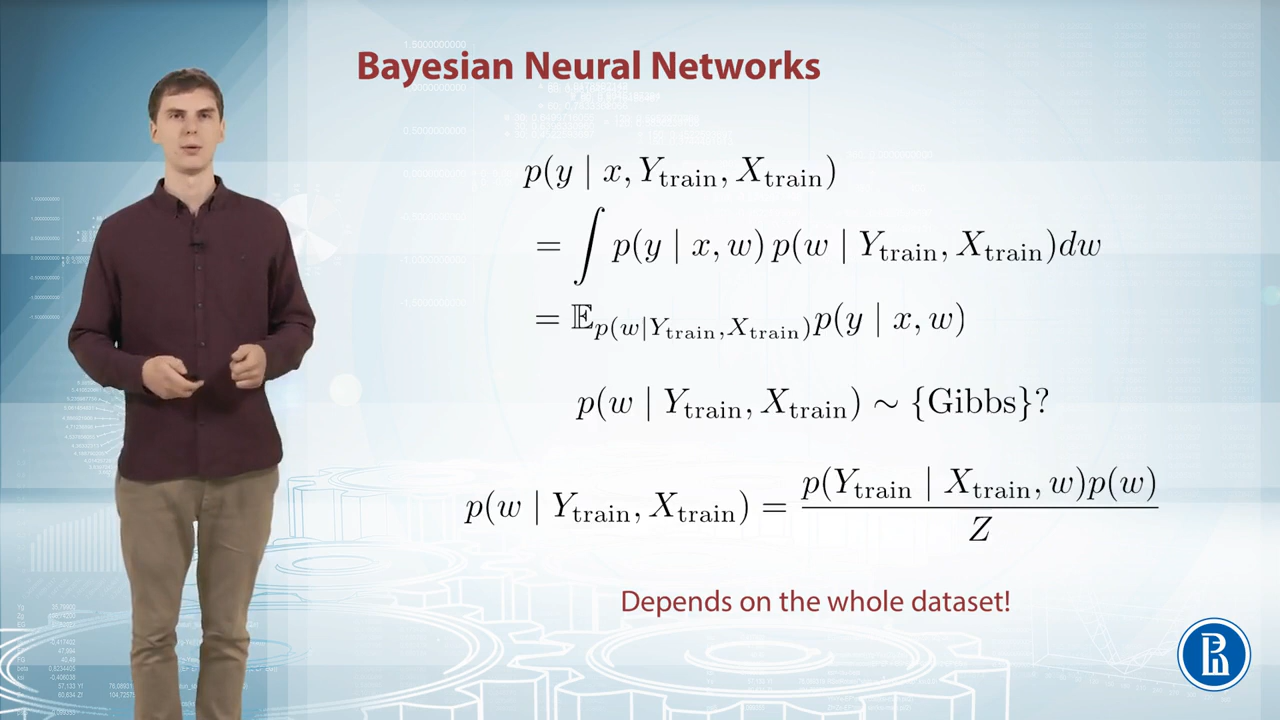 Bayesian Neural Networks
p(y | x, Y_train, X_train)
= ∫ p(y | x, w) p(w | Y_train, X_train)dw
= 𝔼_p(w|Y_train,X_train) p(y | x, w)
p(w | Y_train, X_train) ∼ {Gibbs}?
p(w | Y_train, X_train) = p(Y_train | X_train, w)p(w) / Z
Depends on the whole dataset!